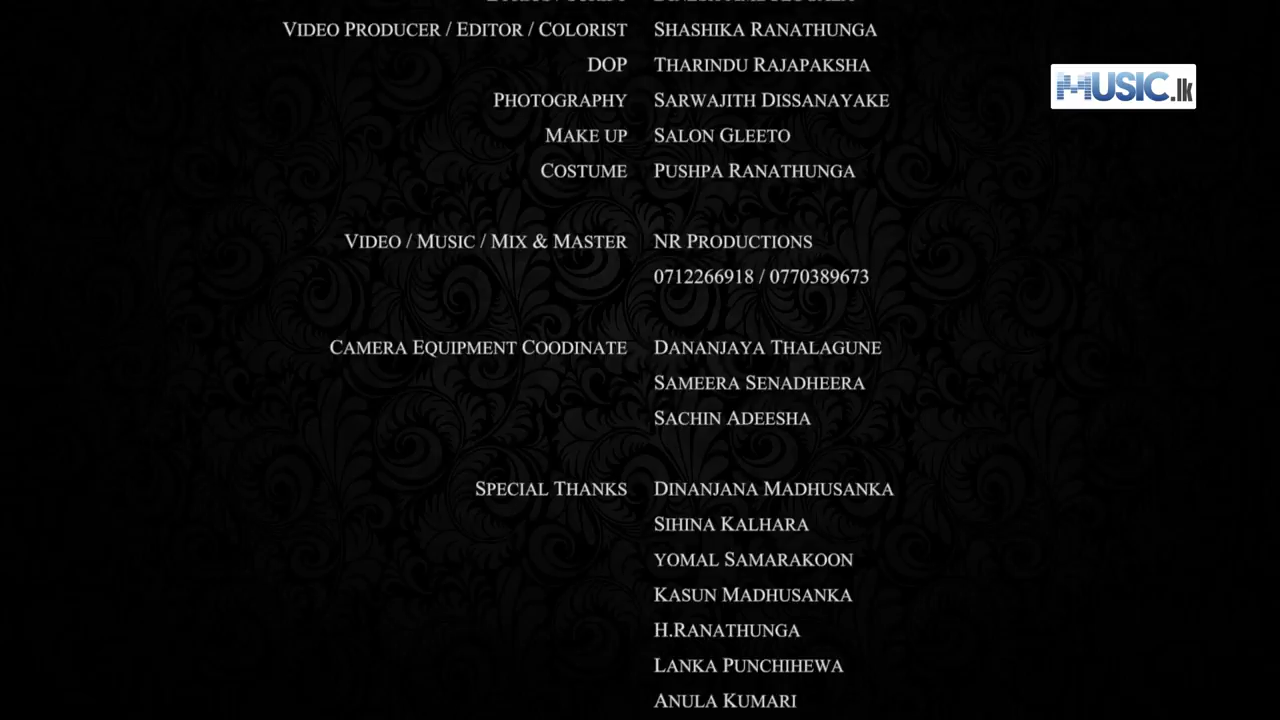 VIDEO PRODUCER / EDITOR / COLORIST SHASHIKA RANATHUNGA
MUSIC.lk
DOP THARINDU RAJAPAKSHA
PHOTOGRAPHY SARWAJITH DISSANAYAKE
MAKE UP SALON GLEETO
COSTUME PUSHPA RANATHUNGA
VIDEO / MUSIC / MIX & MASTER NR PRODUCTIONS
0712266918 / 0770389673
CAMERA EQUIPMENT COODINATE DANANJAYA THALAGUNE
SAMEERA SENADHEERA
SACHIN ADEESHA
SPECIAL THANKS DINANJANA MADHUSANKA
SIHINA KALHARA
YOMAL SAMARAKOON
KASUN MADHUSANKA
H.RANATHUNGA
LANKA PUNCHIHEWA
ANULA KUMARI